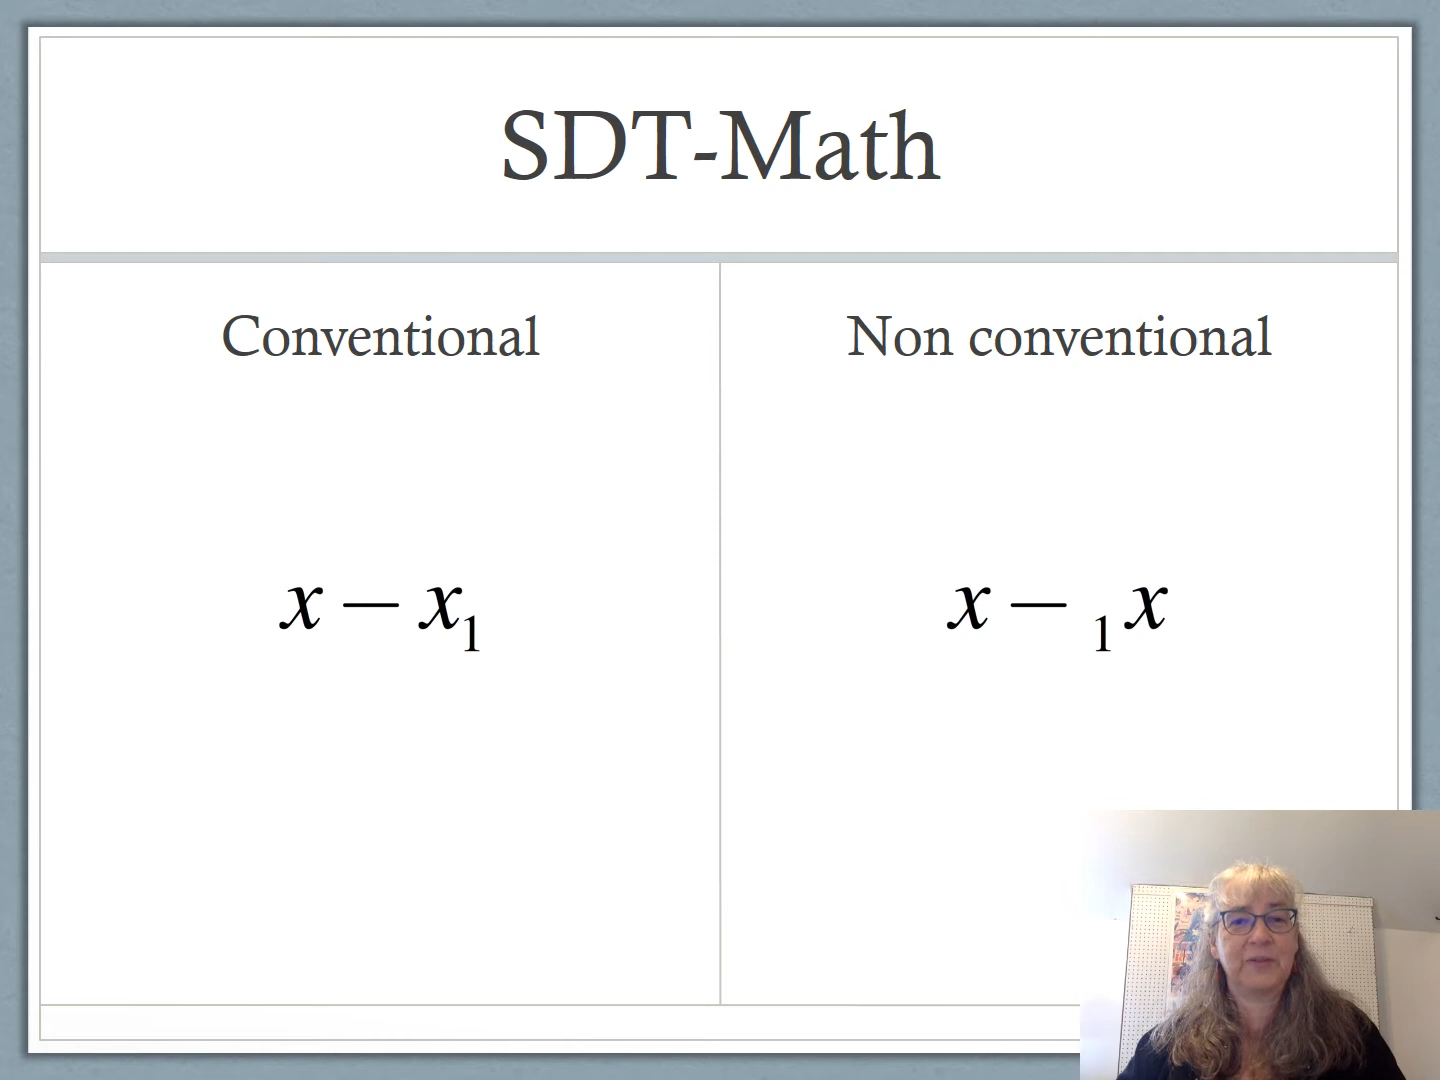 SDT-Math
Conventional
x − x₁
Non conventional
x − ₁x